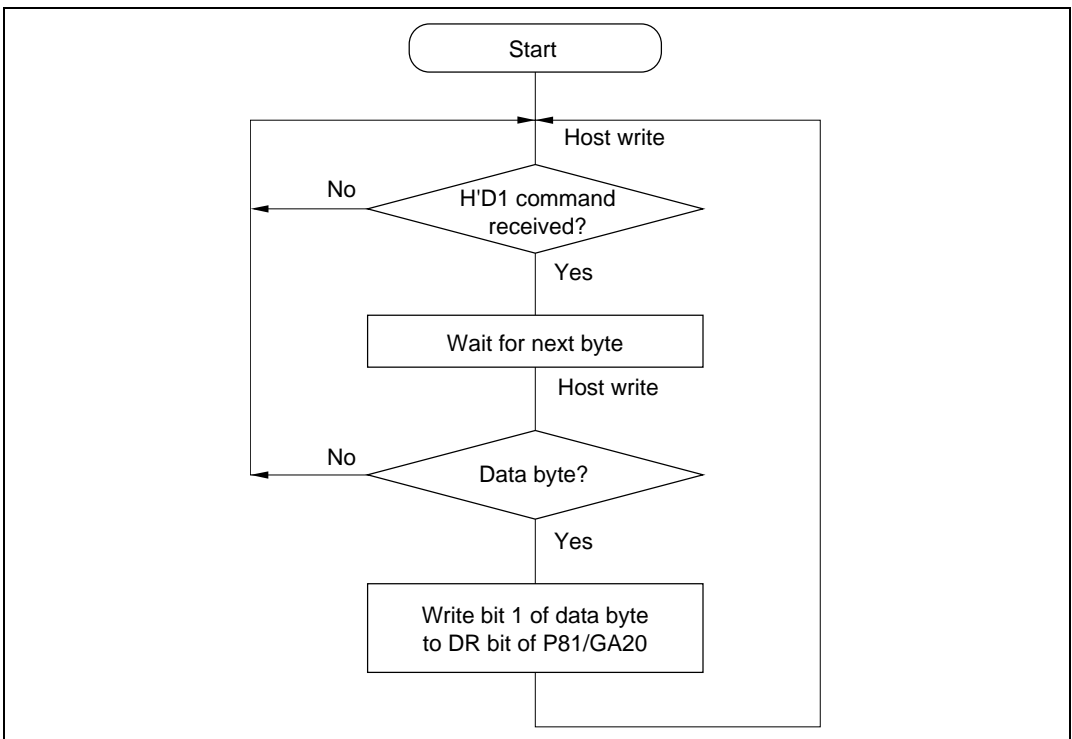 Start
Host write
No
H'D1 command
received?
Yes
Wait for next byte
Host write
No
Data byte?
Yes
Write bit 1 of data byte
to DR bit of P81/GA20